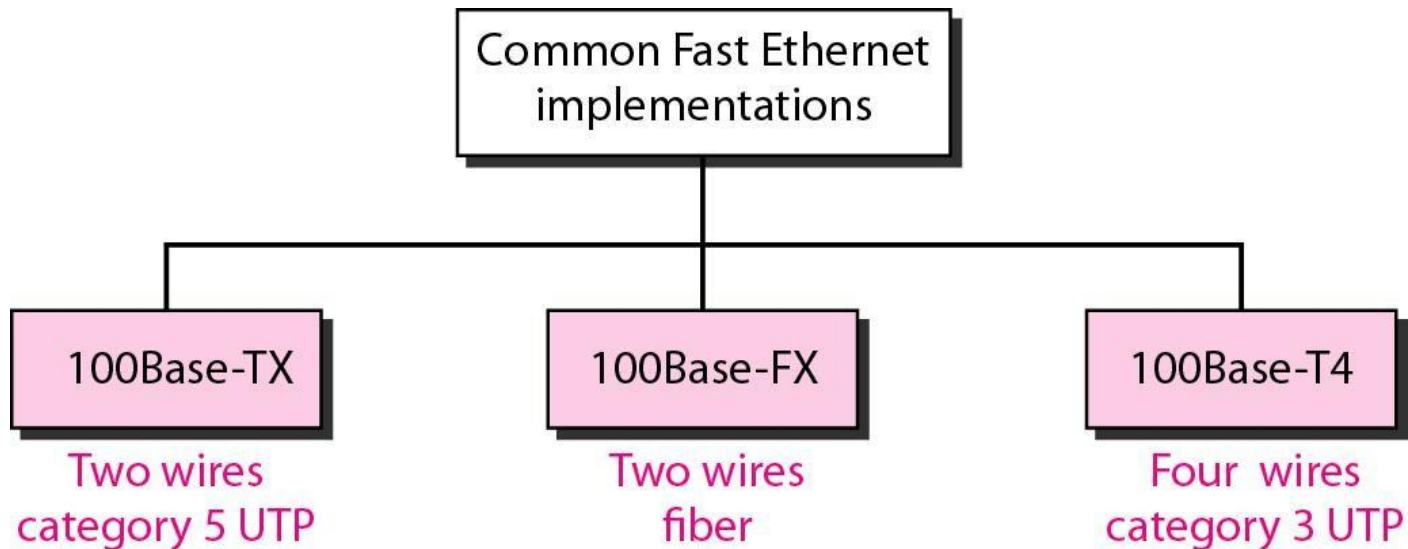 Common Fast Ethernet
implementations
100Base-TX
100Base-FX
100Base-T4
Two wires
category 5 UTP
Two wires
fiber
Four wires
category 3 UTP